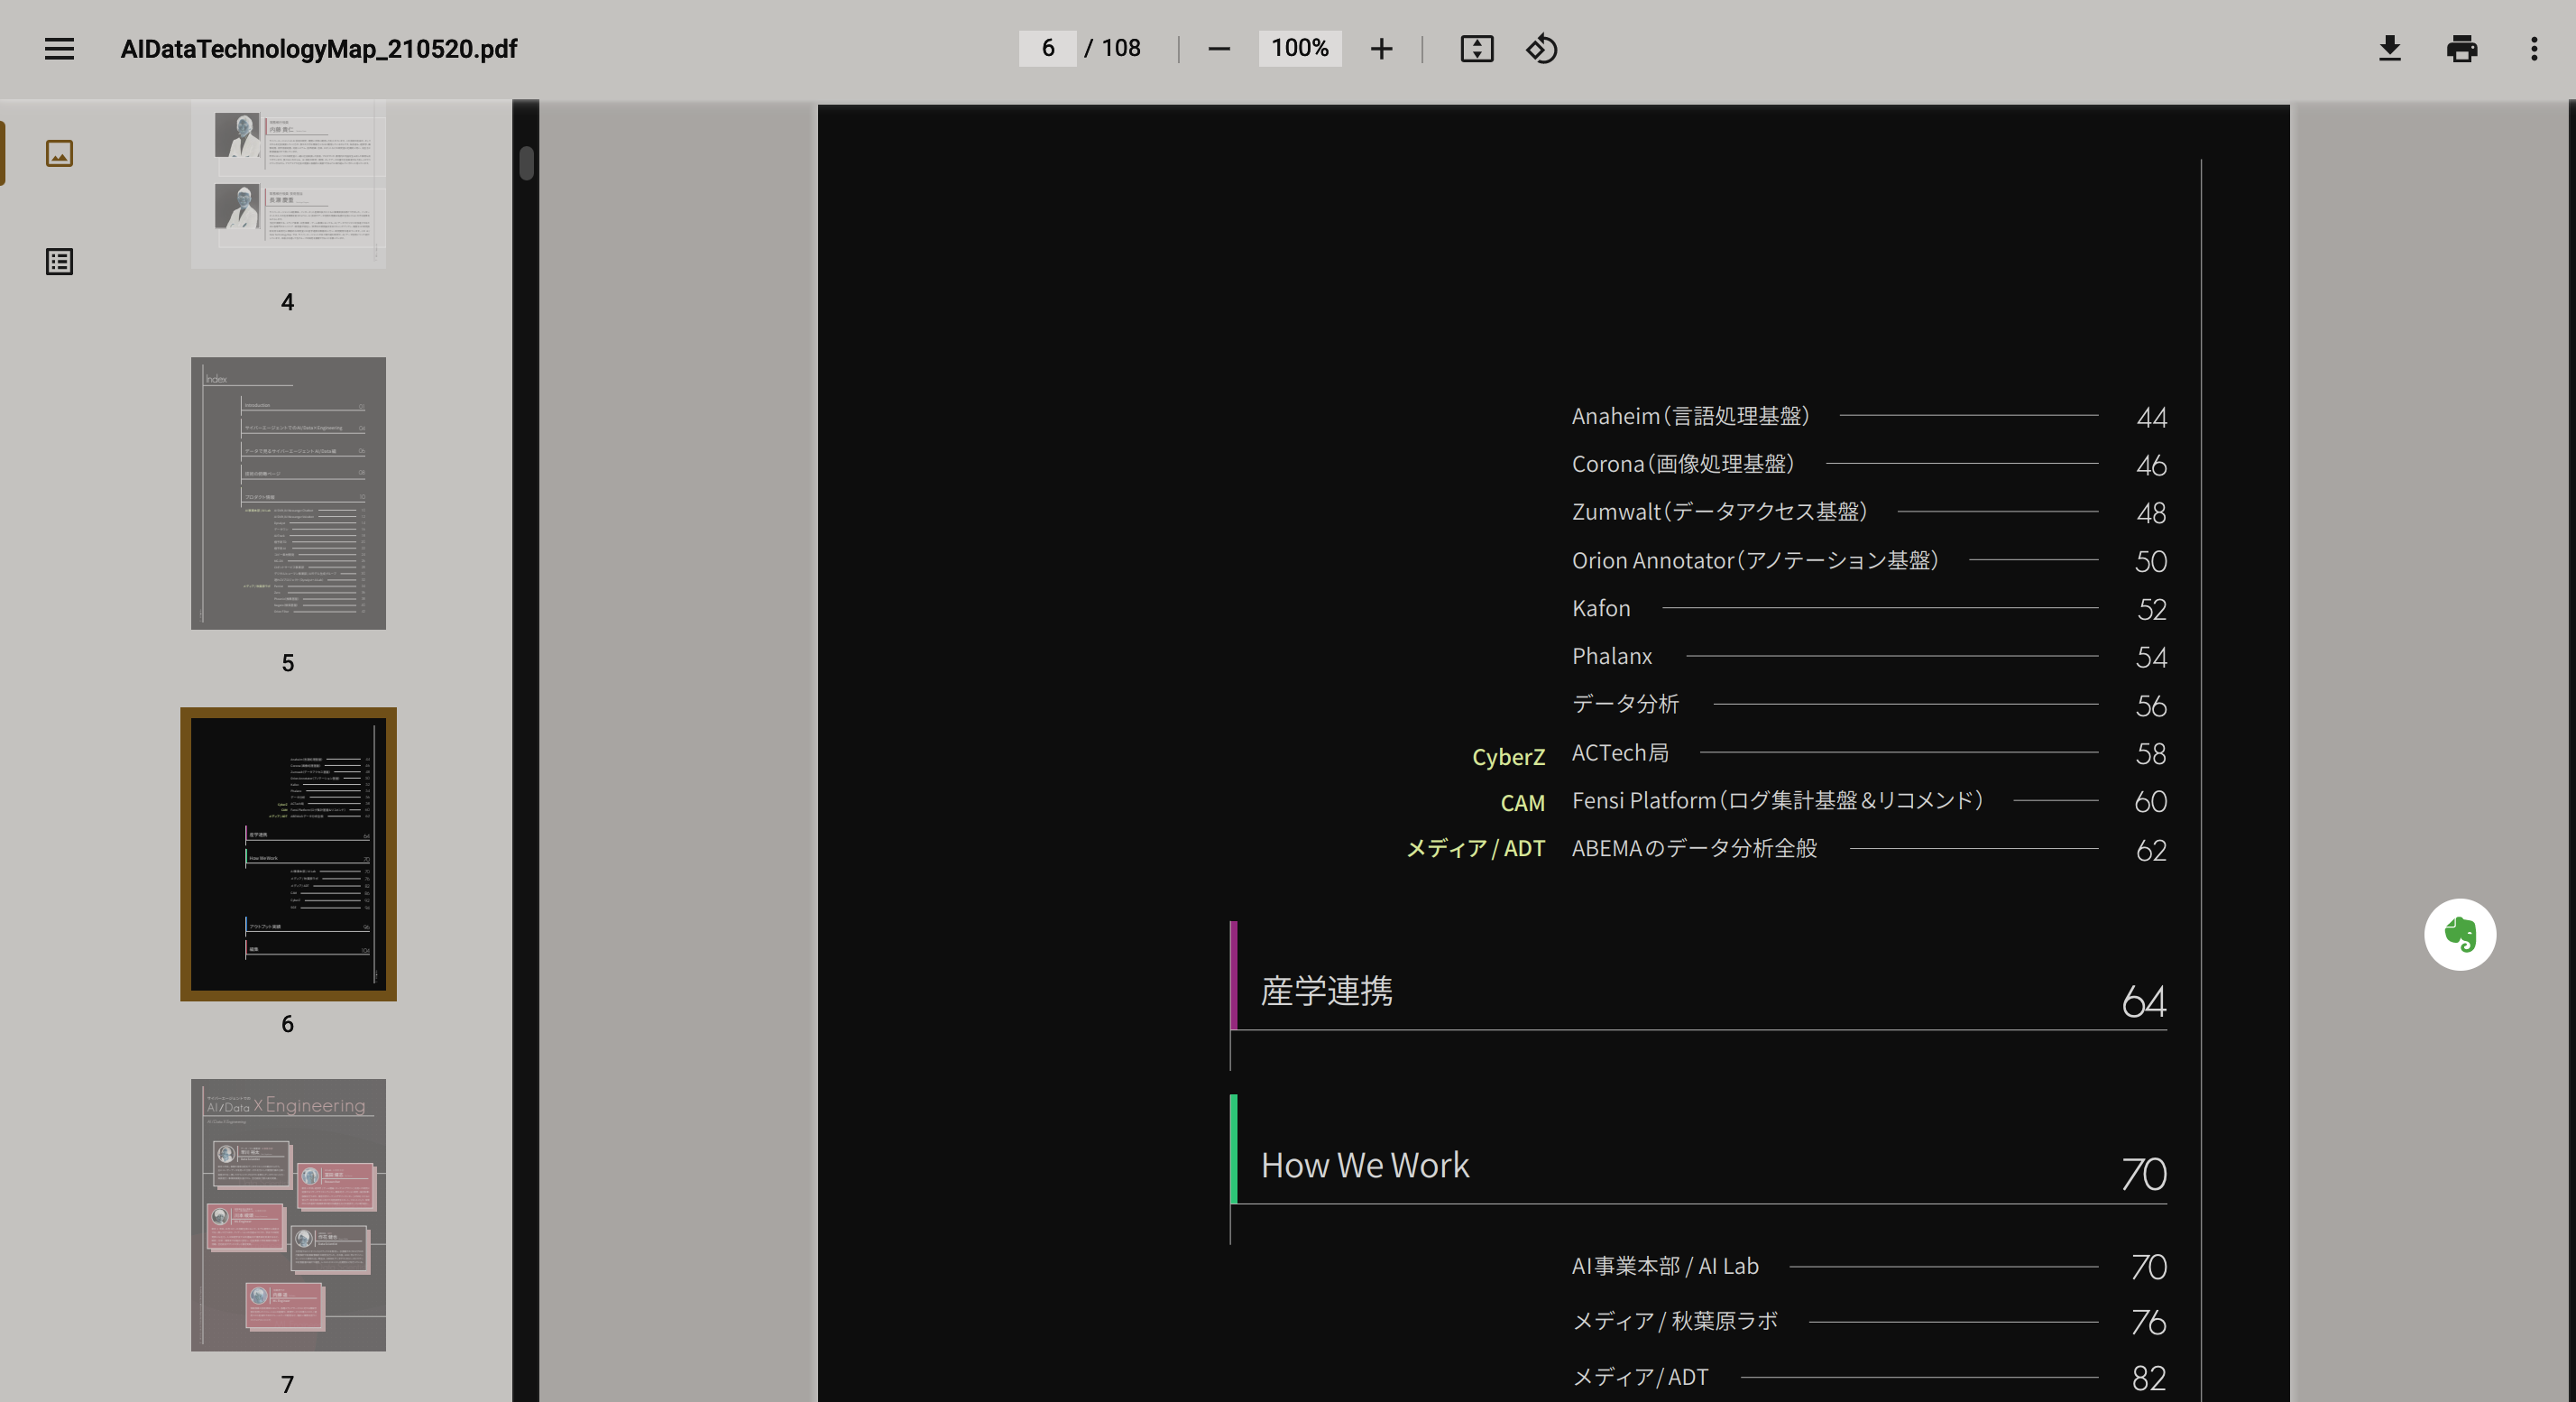 AIDataTechnologyMap_210520.pdf
6 / 108
100%
4
Index
Introduction
5
6
AI/Data X Engineering
7
Anaheim（言語処理基盤） 44
Corona（画像処理基盤） 46
Zumwalt（データアクセス基盤） 48
Orion Annotator（アノテーション基盤） 50
Kafon 52
Phalanx 54
データ分析 56
CyberZ ACTech局 58
CAM Fensi Platform（ログ集計基盤＆リコメンド） 60
メディア / ADT ABEMAのデータ分析全般 62
産学連携 64
How We Work 70
AI事業本部 / AI Lab 70
メディア / 秋葉原ラボ 76
メディア / ADT 82